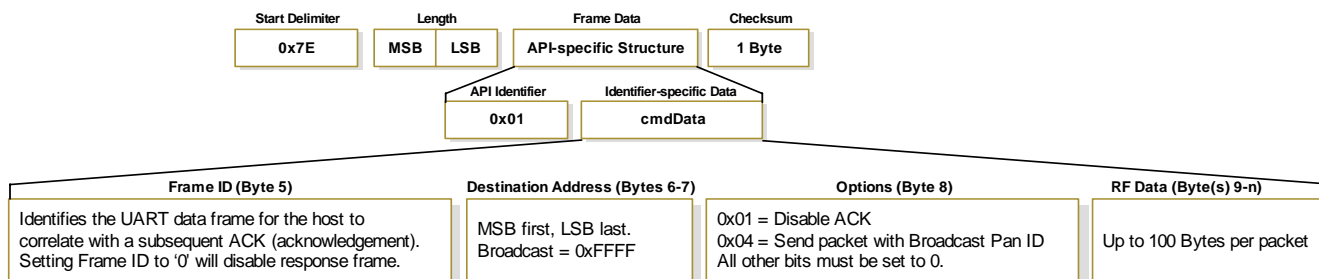 Start Delimiter
Length
Frame Data
Checksum
0x7E
MSB
LSB
API-specific Structure
1 Byte
API Identifier
Identifier-specific Data
0x01
cmdData
Frame ID (Byte 5)
Identifies the UART data frame for the host to
correlate with a subsequent ACK (acknowledgement).
Setting Frame ID to ‘0’ will disable response frame.
Destination Address (Bytes 6-7)
MSB first, LSB last.
Broadcast = 0xFFFF
Options (Byte 8)
0x01 = Disable ACK
0x04 = Send packet with Broadcast Pan ID
All other bits must be set to 0.
RF Data (Byte(s) 9-n)
Up to 100 Bytes per packet